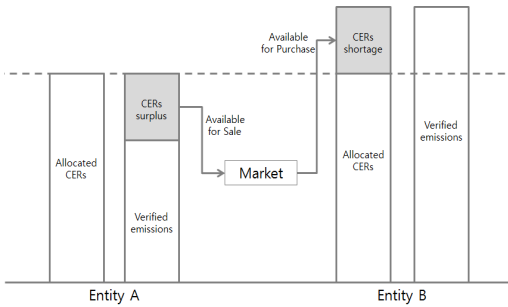 Allocated
CERs
CERs
surplus
Verified
emissions
Available
for Sale
Market
Available
for Purchase
CERs
shortage
Allocated
CERs
Verified
emissions
Entity A
Entity B